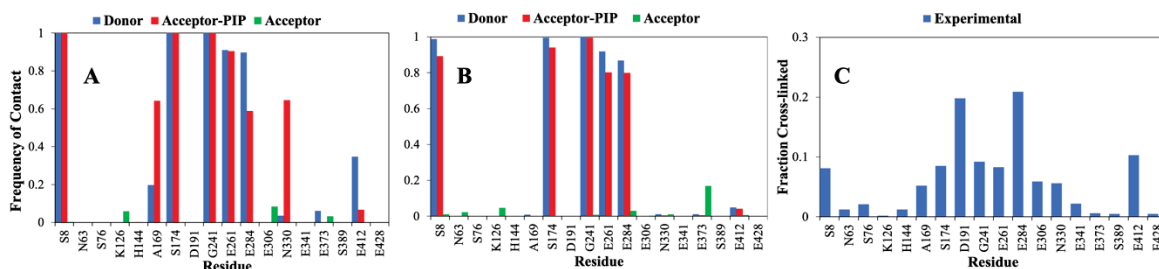 Donor Acceptor-PIP Acceptor
A
Frequency of Contact
1
0.8
0.6
0.4
0.2
0
S8 N63 S76 K126 H144 A169 S174 D191 G241 E261 E284 E306 N330 E341 E373 S389 E412 E428
Residue
Donor Acceptor-PIP Acceptor
B
1
0.8
0.6
0.4
0.2
0
S8 N63 S76 K126 H144 A169 S174 D191 G241 E261 E284 E306 N330 E341 E373 S389 E412 E428
Residue
Experimental
C
Fraction Cross-linked
0.3
0.2
0.1
0
S8 N63 S76 K126 H144 A169 S174 D191 G241 E261 E284 E306 N330 E341 E373 S389 E412 E428
Residue